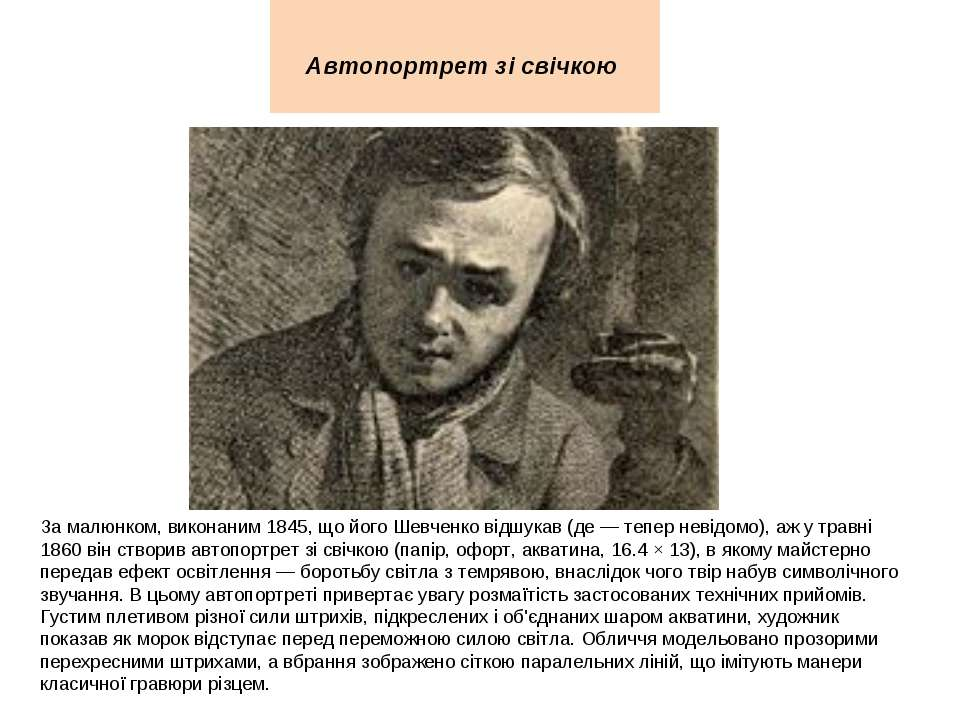 Автопортрет зі свічкою
За малюнком, виконаним 1845, що його Шевченко відшукав (де — тепер невідомо), аж у травні
1860 він створив автопортрет зі свічкою (папір, офорт, акватина, 16.4 × 13), в якому майстерно
передав ефект освітлення — боротьбу світла з темрявою, внаслідок чого твір набув символічного
звучання. В цьому автопортреті привертає увагу розмаїтість застосованих технічних прийомів.
Густим плетивом різної сили штрихів, підкреслених і об'єднаних шаром акватини, художник
показав як морок відступає перед переможною силою світла. Обличчя модельовано прозорими
перехресними штрихами, а вбрання зображено сіткою паралельних ліній, що імітують манери
класичної гравюри різцем.